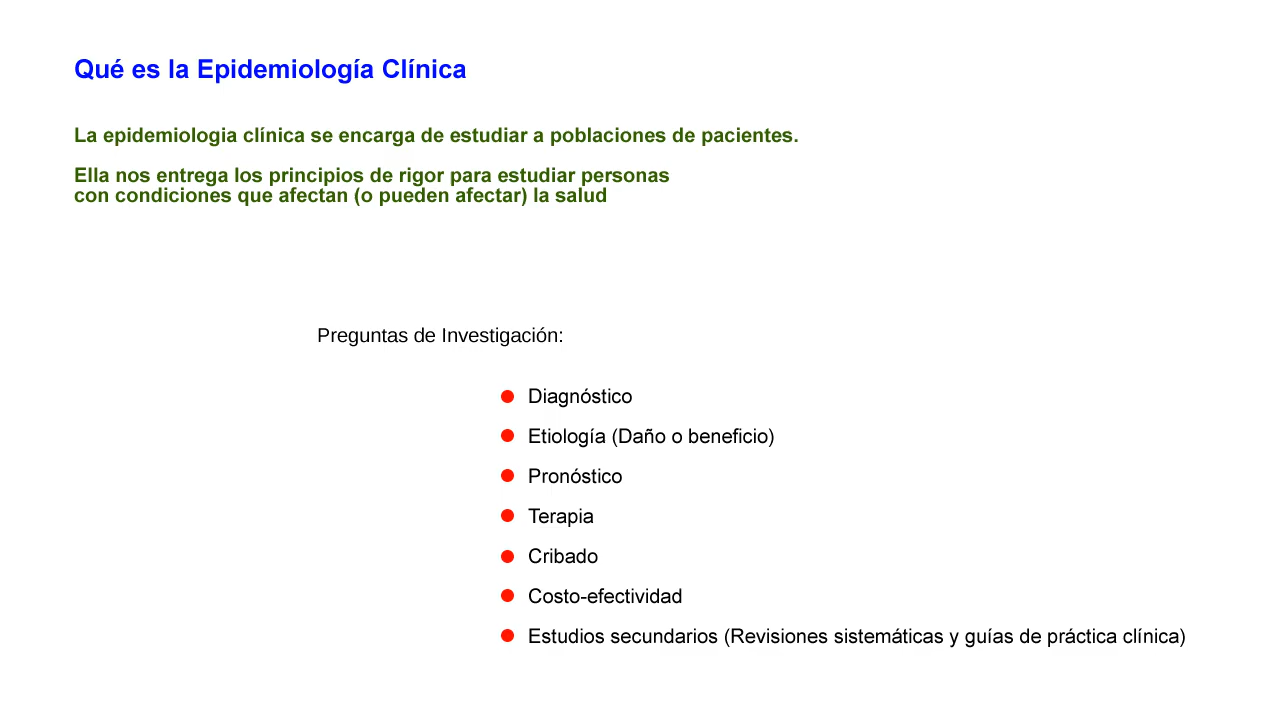 Qué es la Epidemiología Clínica
La epidemiologia clínica se encarga de estudiar a poblaciones de pacientes.
Ella nos entrega los principios de rigor para estudiar personas
con condiciones que afectan (o pueden afectar) la salud
Preguntas de Investigación:
Diagnóstico
Etiología (Daño o beneficio)
Pronóstico
Terapia
Cribado
Costo-efectividad
Estudios secundarios (Revisiones sistemáticas y guías de práctica clínica)